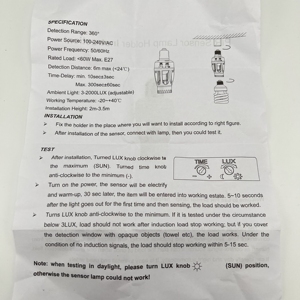 SPECIFICATION
Detection Range: 360°
Power Source: 100-240V/AC
Power Frequency: 50/60Hz
Rated Load: <60W Max. E27
Detection Distance: 6m max (<24℃)
Time-Delay: min. 10sec±3sec
Max. 300sec±60sec
Ambient Light: 3-2000LUX (adjustable)
Working Temperature: -20~+40℃
Installation Height: 2m-3.5m
INSTALLATION
➢ Fix the holder in the place where you will want to install according to right figure.
➢ After installation of the sensor, connect with lamp, then you could test it.
TEST
➢ After installation, Turned LUX knob clockwise to
the maximum (SUN). Turned time knob
anti-clockwise to the minimum (-).
TIME LUX
➢ Turn on the power, the sensor will be electrify
and warm-up, 30 sec later, the item will be entered into working estate. 5~10 seconds
after the light goes out for the first time and then sensing, the load should be worked.
➢ Turns LUX knob anti-clockwise to the minimum. If it is tested under the circumstance
below 3LUX, load should not work after induction load stop working; but if you cover
the detection window with opaque objects (towel etc), the load works. Under the
condition of no induction signals, the load should stop working within 5-15 sec.
Note: when testing in daylight, please turn LUX knob (SUN) position,
otherwise the sensor lamp could not work!